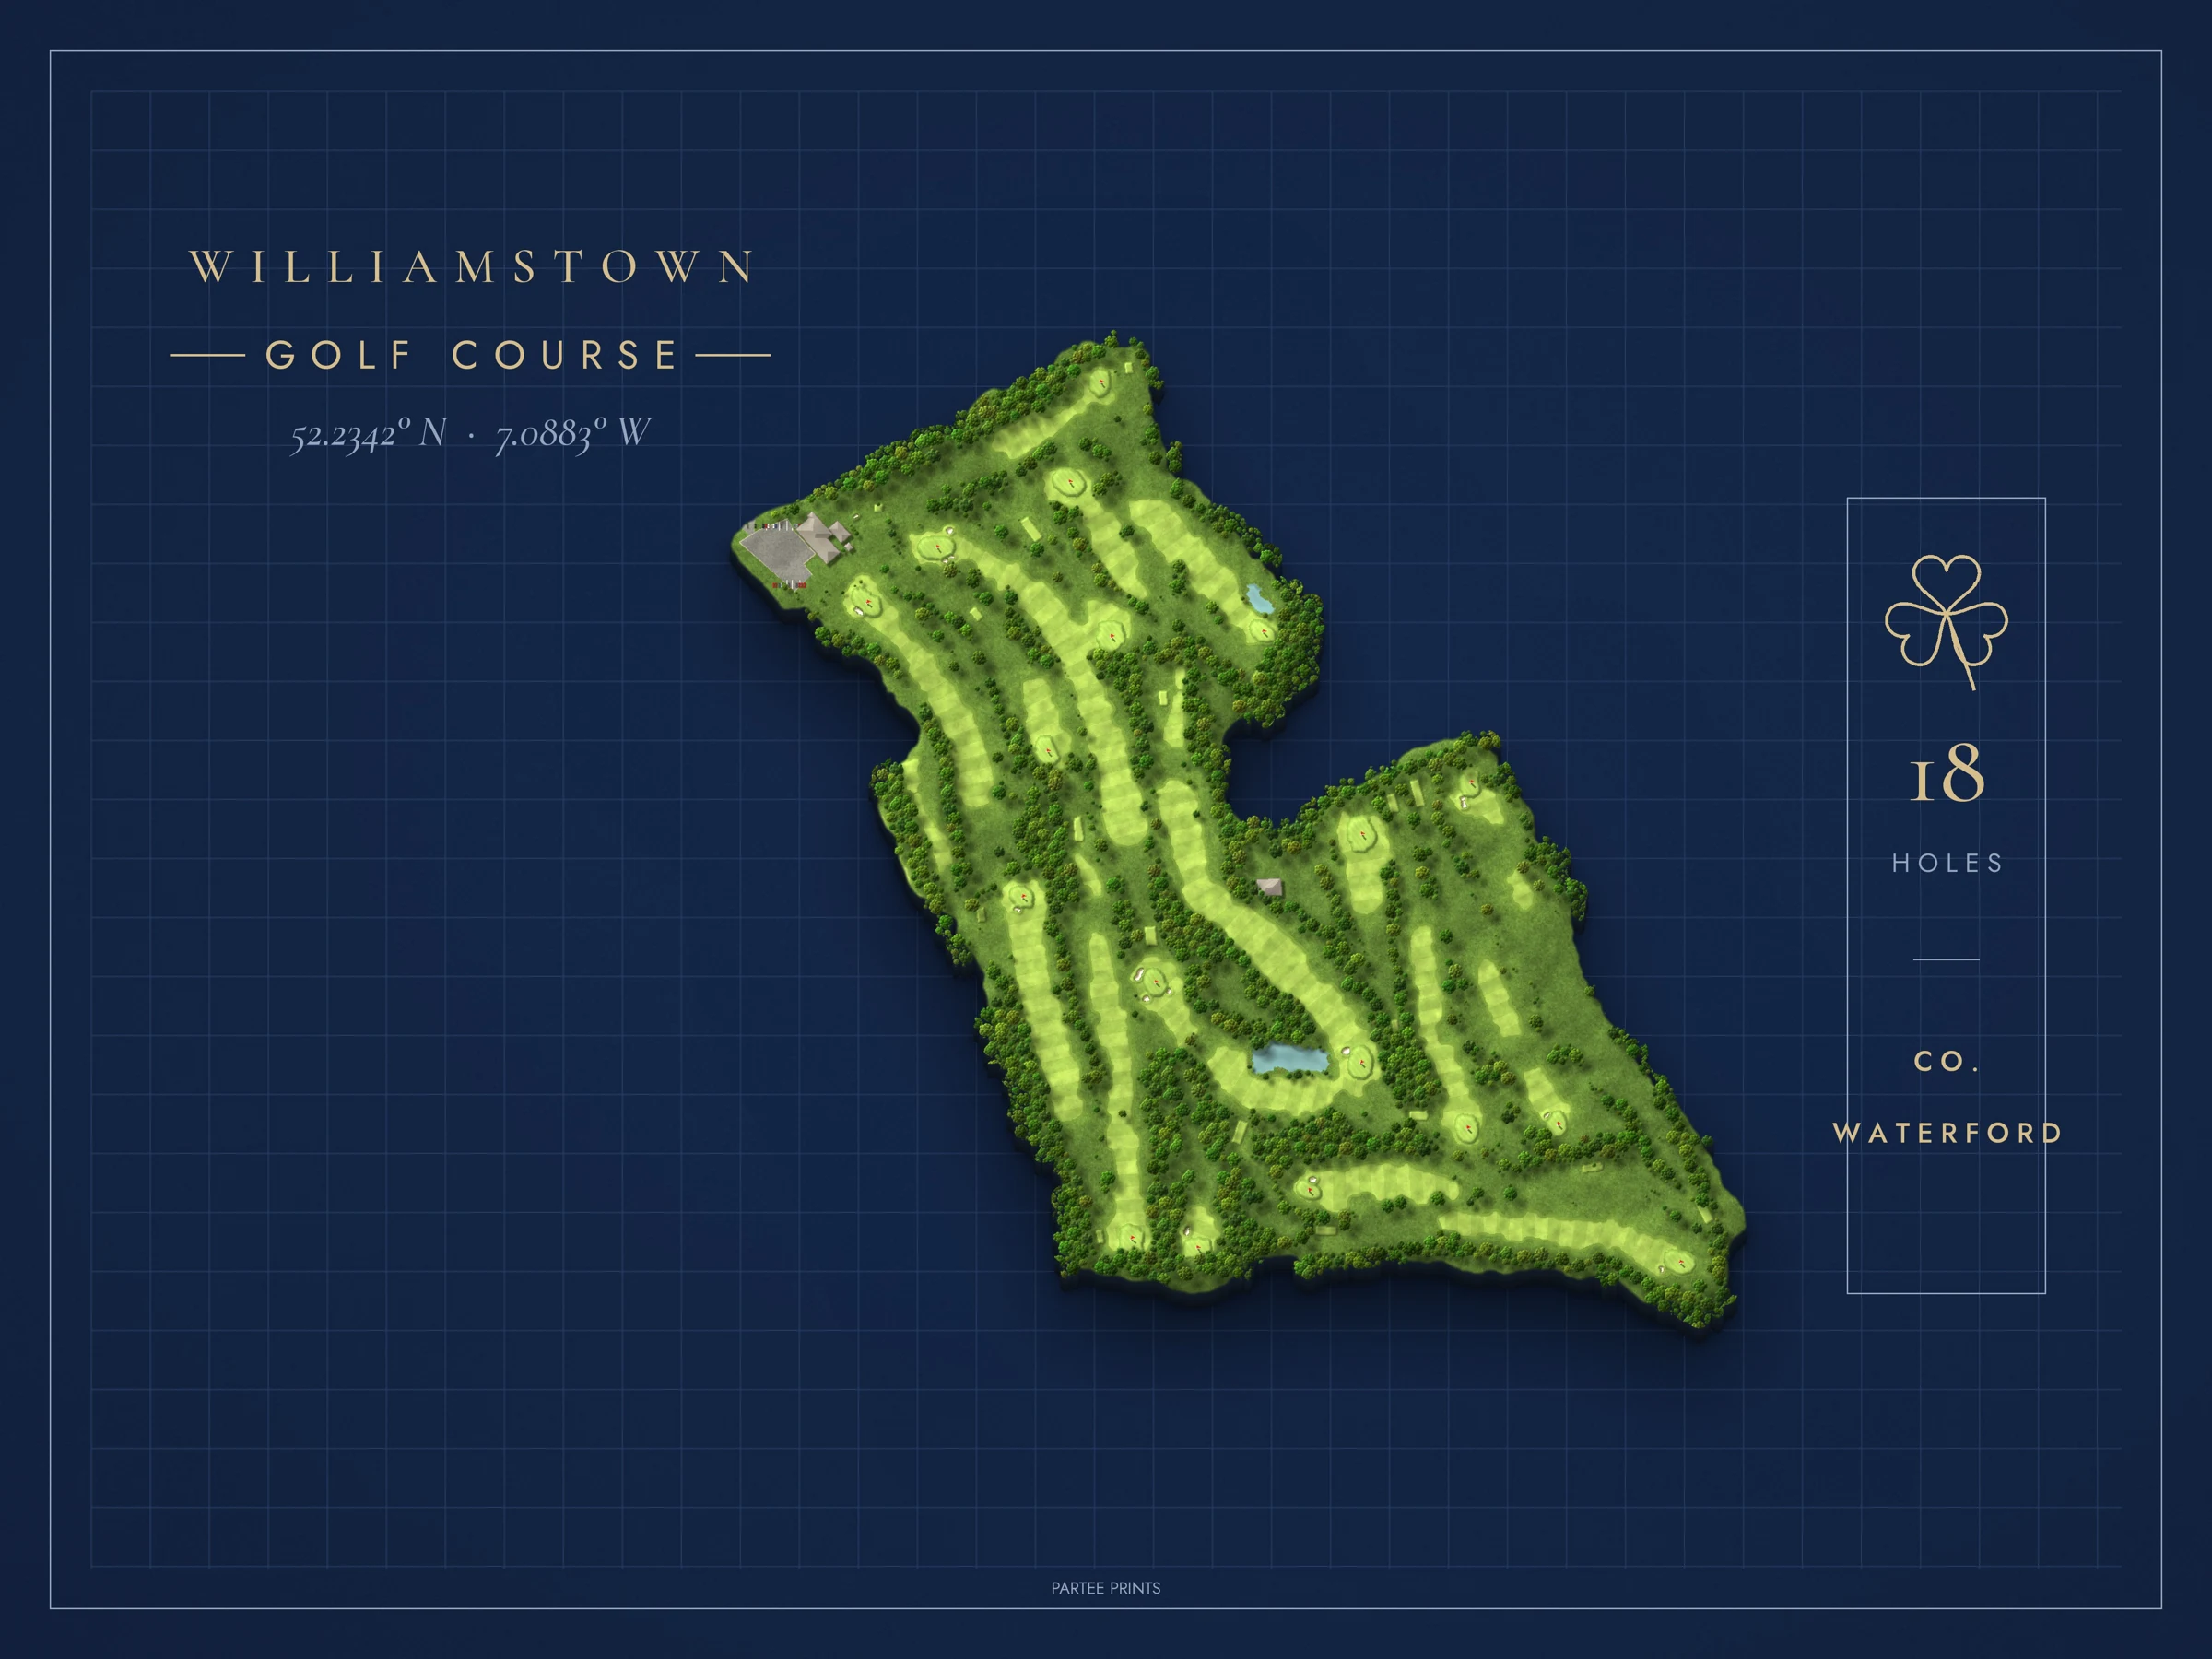 WILLIAMSTOWN
GOLF COURSE
52.2342° N · 7.0883° W
18
HOLES
CO.
WATERFORD
PARTEE PRINTS